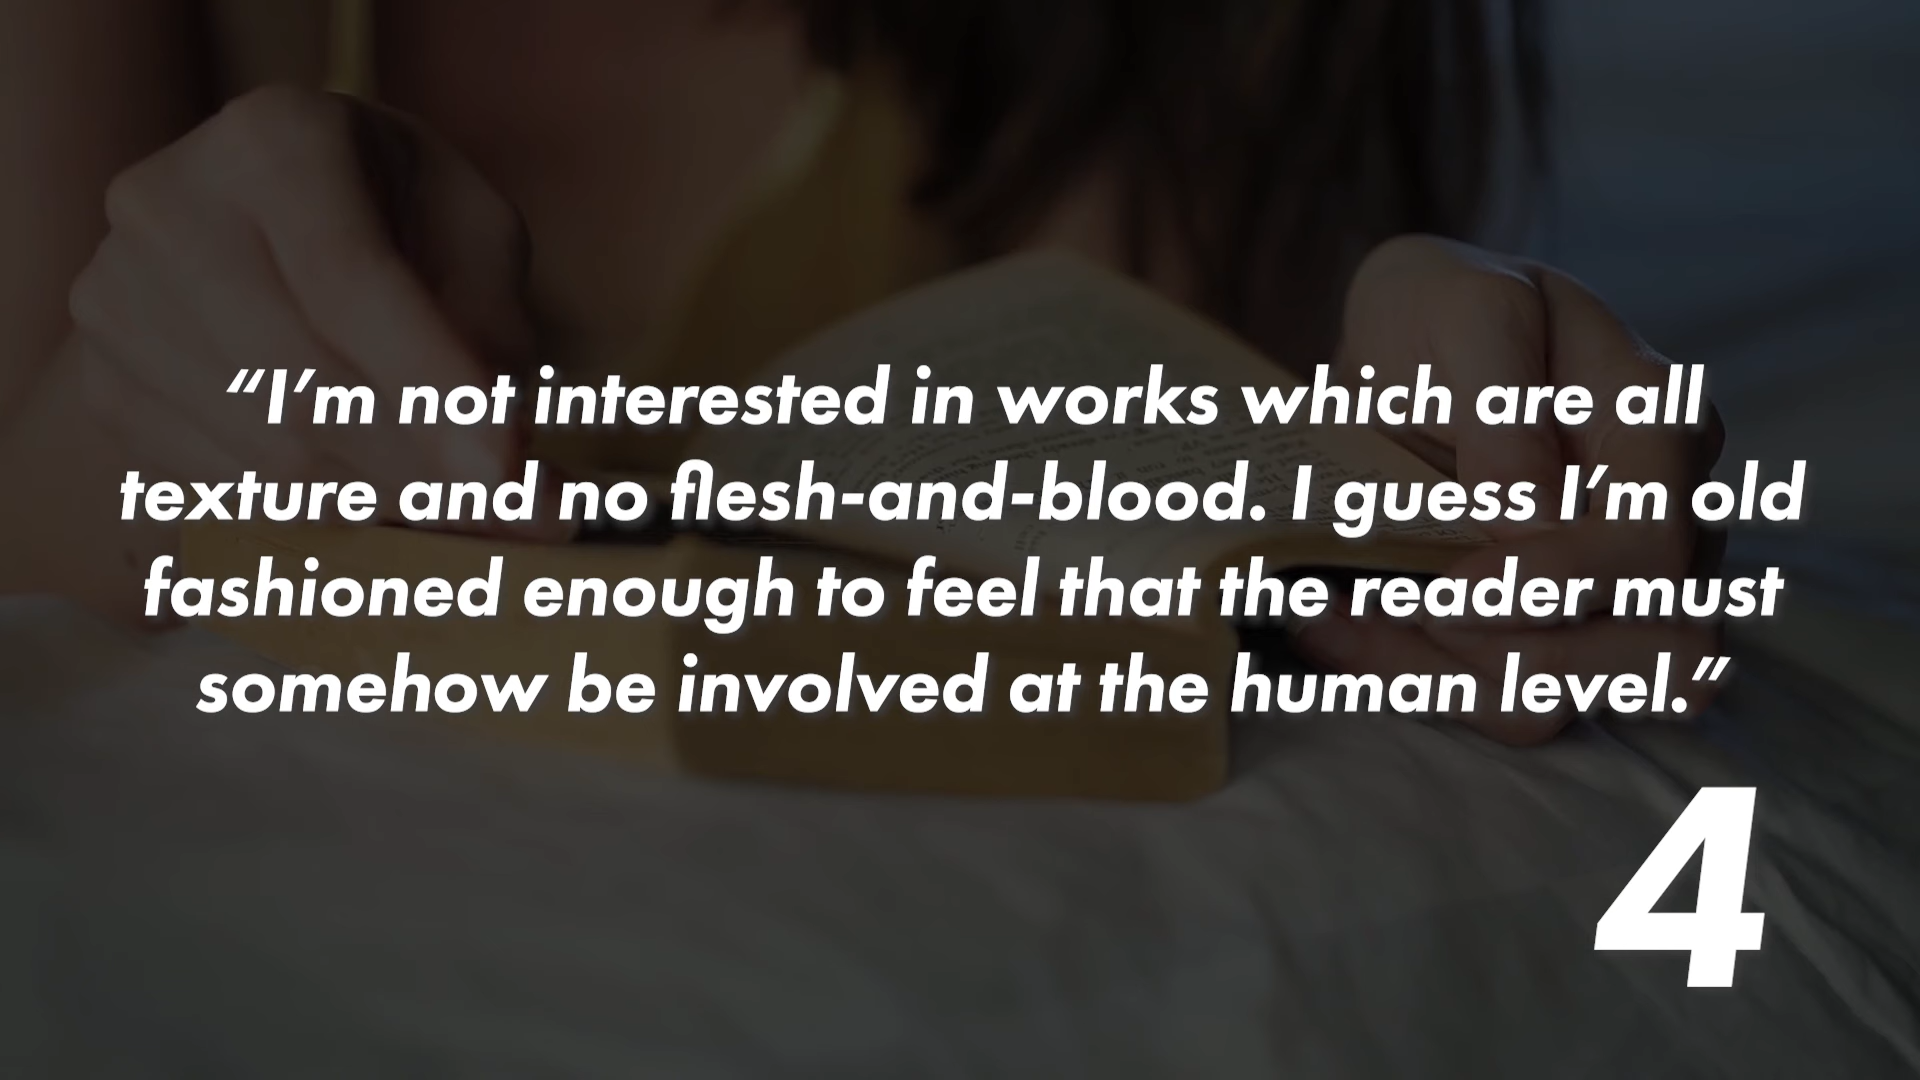 “I’m not interested in works which are all
texture and no flesh-and-blood. I guess I’m old
fashioned enough to feel that the reader must
somehow be involved at the human level.”
4